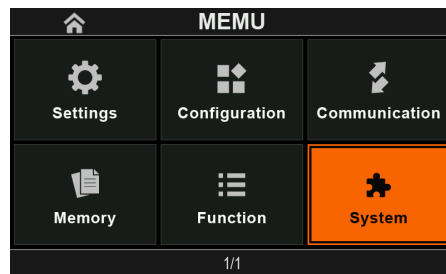 MEMU
Settings
Configuration
Communication
Memory
Function
System
1/1